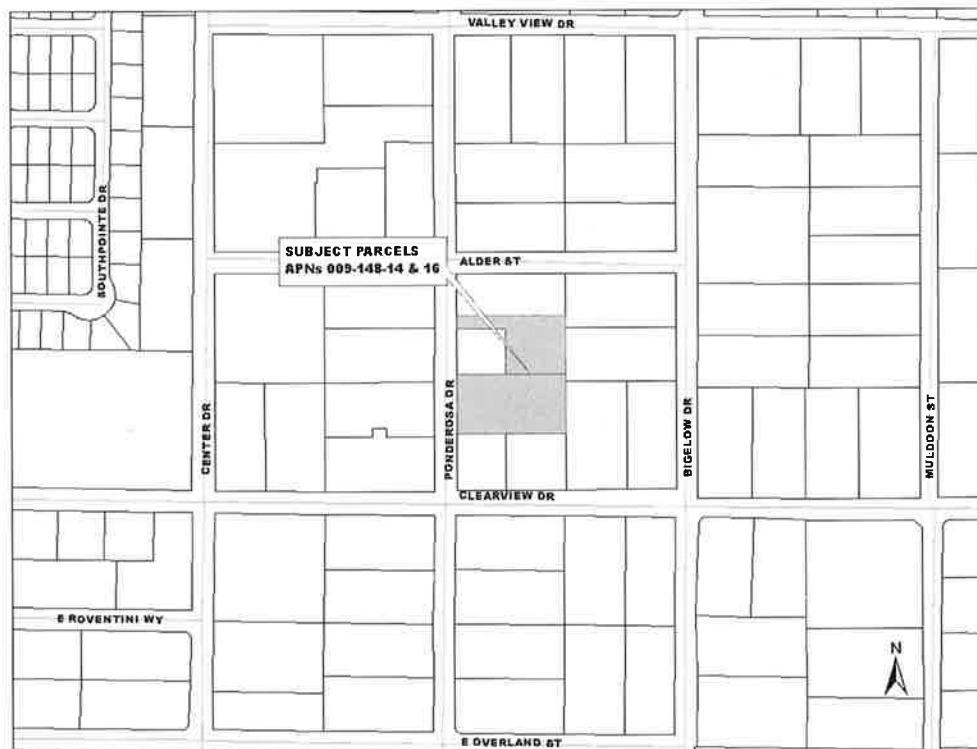 VALLEY VIEW DR
SOUTHPOINTE DR
SUBJECT PARCELS
APNs 009-148-14 & 16
ALDER ST
CENTER DR
PONDEROSA DR
BIGELOW DR
MULDOON ST
CLEARVIEW DR
E ROVENTINI WY
N
E OVERLAND ST